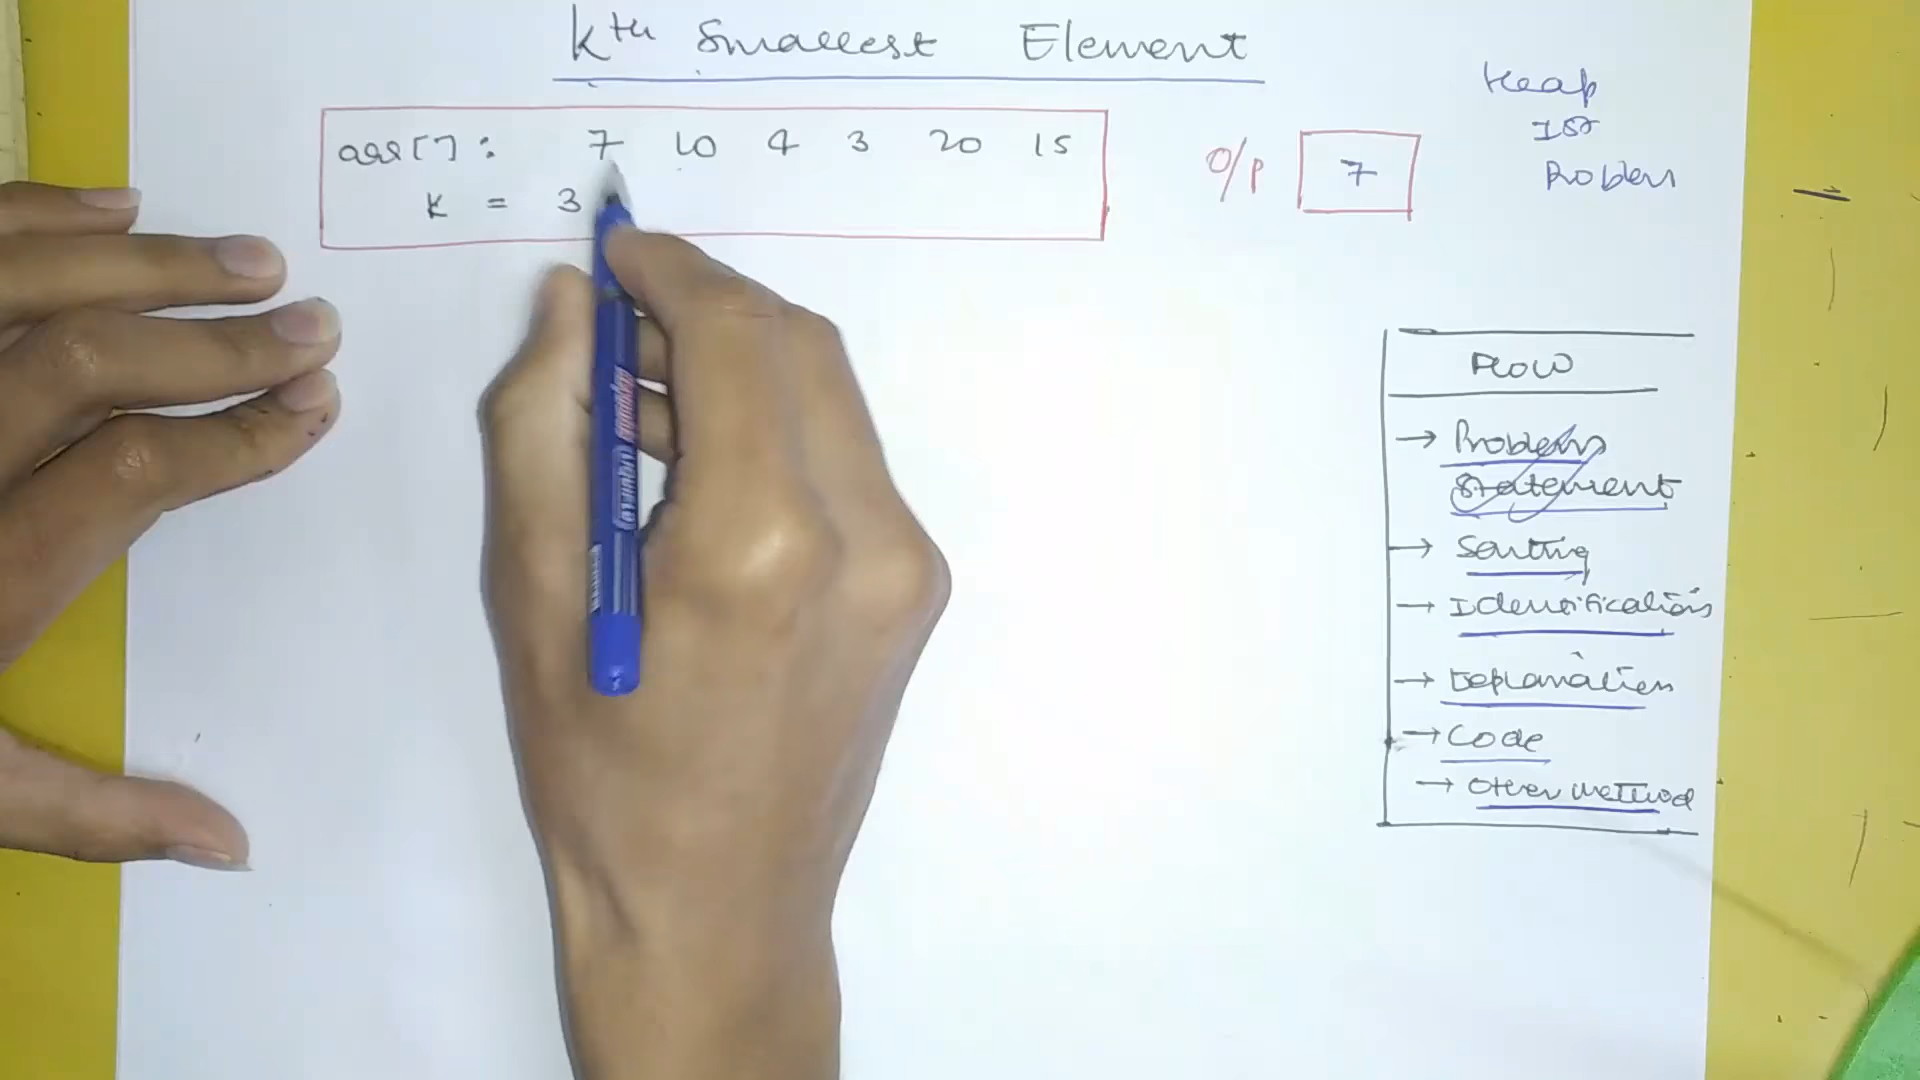 kth Smallest Element
Heap
1st
Problem
arr[] : 7 10 4 3 20 15
K = 3
O/P 7
Flow
→ Problem
Statement
→ Sorting
→ Identification
→ Explanation
→ Code
→ Other method